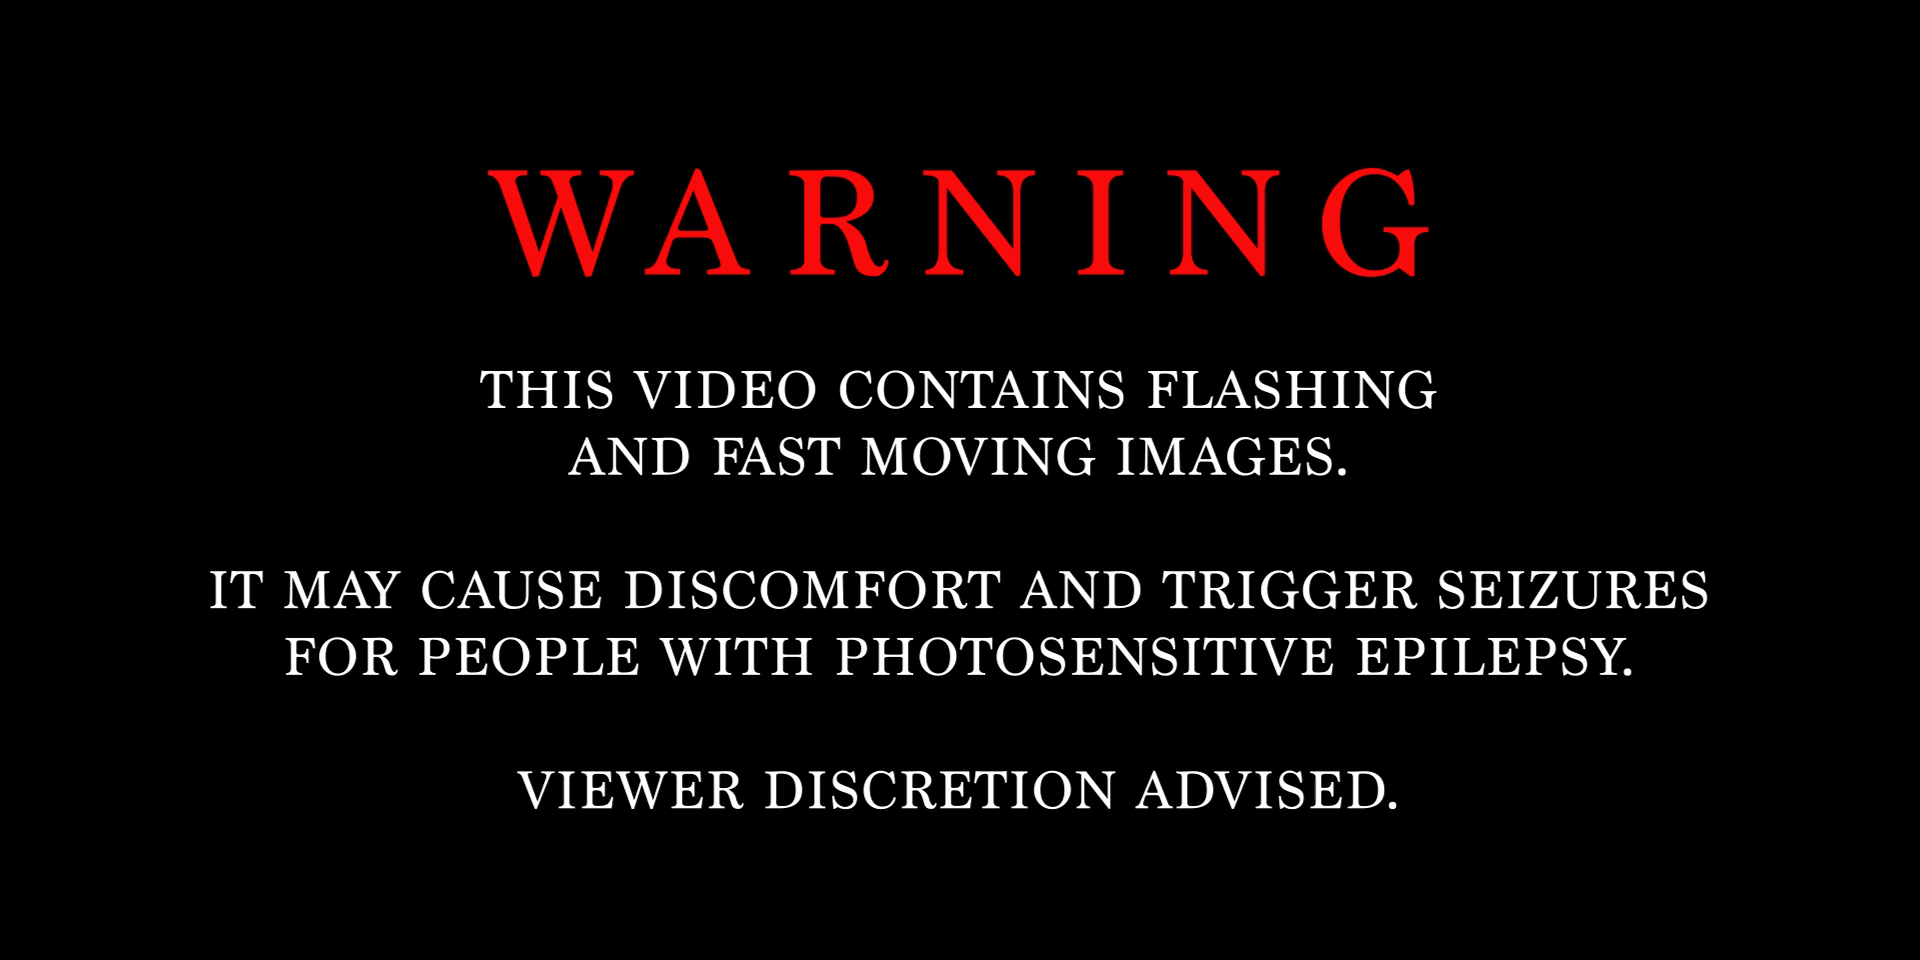 WARNING
THIS VIDEO CONTAINS FLASHING
AND FAST MOVING IMAGES.
IT MAY CAUSE DISCOMFORT AND TRIGGER SEIZURES
FOR PEOPLE WITH PHOTOSENSITIVE EPILEPSY.
VIEWER DISCRETION ADVISED.